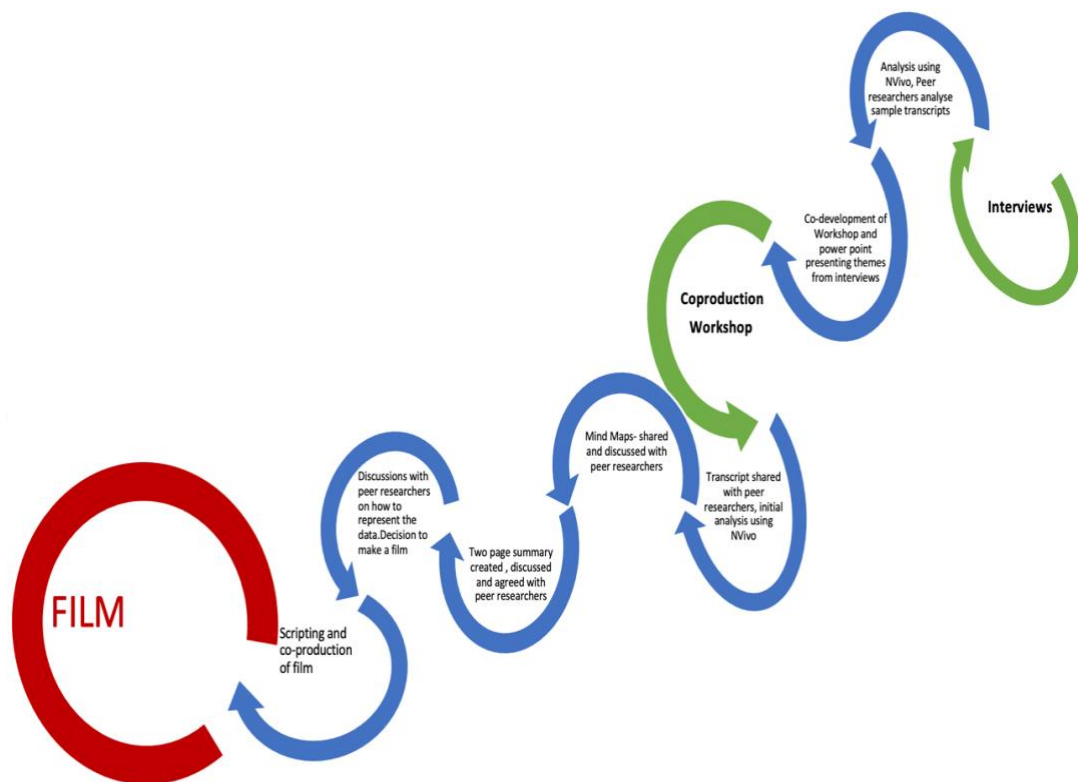 Analysis using
NVivo, Peer
researchers analyse
sample transcripts
Interviews
Co-development of
Workshop and
power point
presenting themes
from interviews
Coproduction
Workshop
Mind Maps- shared
and discussed with
peer researchers
Transcript shared
with peer
researchers, initial
analysis using
NVivo
Discussions with
peer researchers
on how to
represent the
data.Decision to
make a film
Two page summary
created , discussed
and agreed with
peer researchers
FILM
Scripting and
co-production
of film